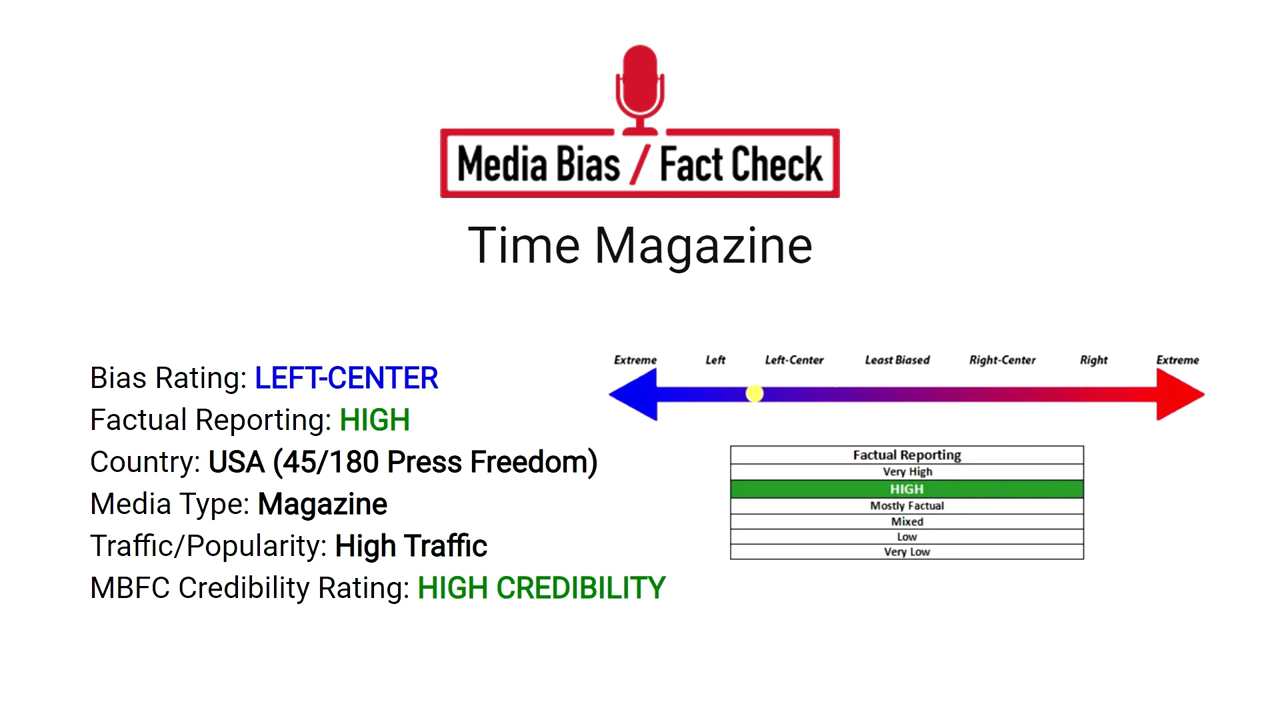 Media Bias / Fact Check
Time Magazine
Bias Rating: LEFT-CENTER
Factual Reporting: HIGH
Country: USA (45/180 Press Freedom)
Media Type: Magazine
Traffic/Popularity: High Traffic
MBFC Credibility Rating: HIGH CREDIBILITY
Extreme Left Left-Center Least Biased Right-Center Right Extreme
Factual Reporting
Very High
HIGH
Mostly Factual
Mixed
Low
Very Low